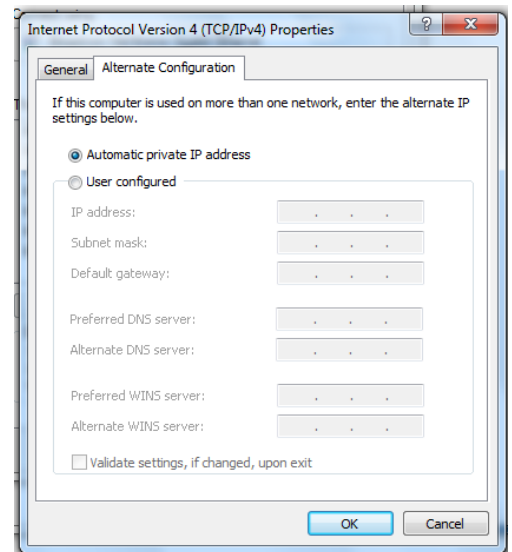 Internet Protocol Version 4 (TCP/IPv4) Properties
General
Alternate Configuration
If this computer is used on more than one network, enter the alternate IP
settings below.
Automatic private IP address
User configured
IP address:
Subnet mask:
Default gateway:
Preferred DNS server:
Alternate DNS server:
Preferred WINS server:
Alternate WINS server:
Validate settings, if changed, upon exit
OK
Cancel